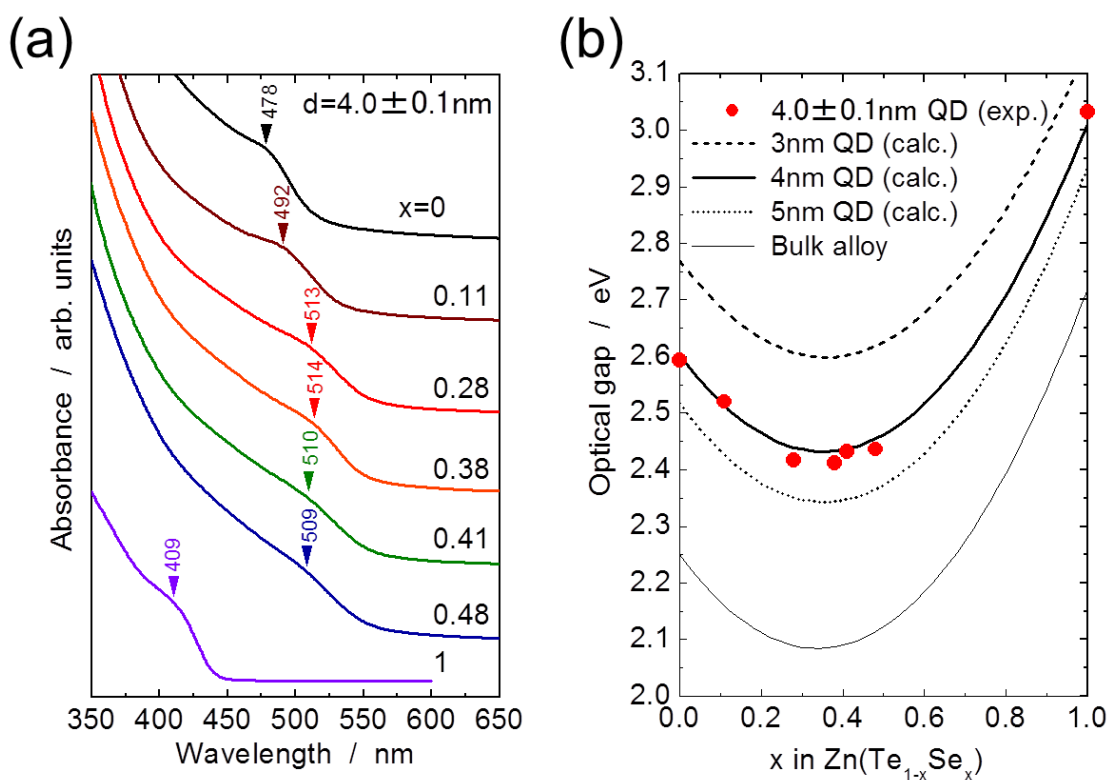 (a)
d=4.0±0.1nm
478
x=0
492
0.11
513
0.28
514
0.38
510
0.41
509
0.48
409
1
Absorbance / arb. units
350 400 450 500 550 600 650
Wavelength / nm
(b)
3.1
3.0
2.9
2.8
2.7
2.6
2.5
2.4
2.3
2.2
2.1
2.0
Optical gap / eV
4.0±0.1nm QD (exp.)
3nm QD (calc.)
4nm QD (calc.)
5nm QD (calc.)
Bulk alloy
0.0 0.2 0.4 0.6 0.8 1.0
x in Zn(Te1-xSex)